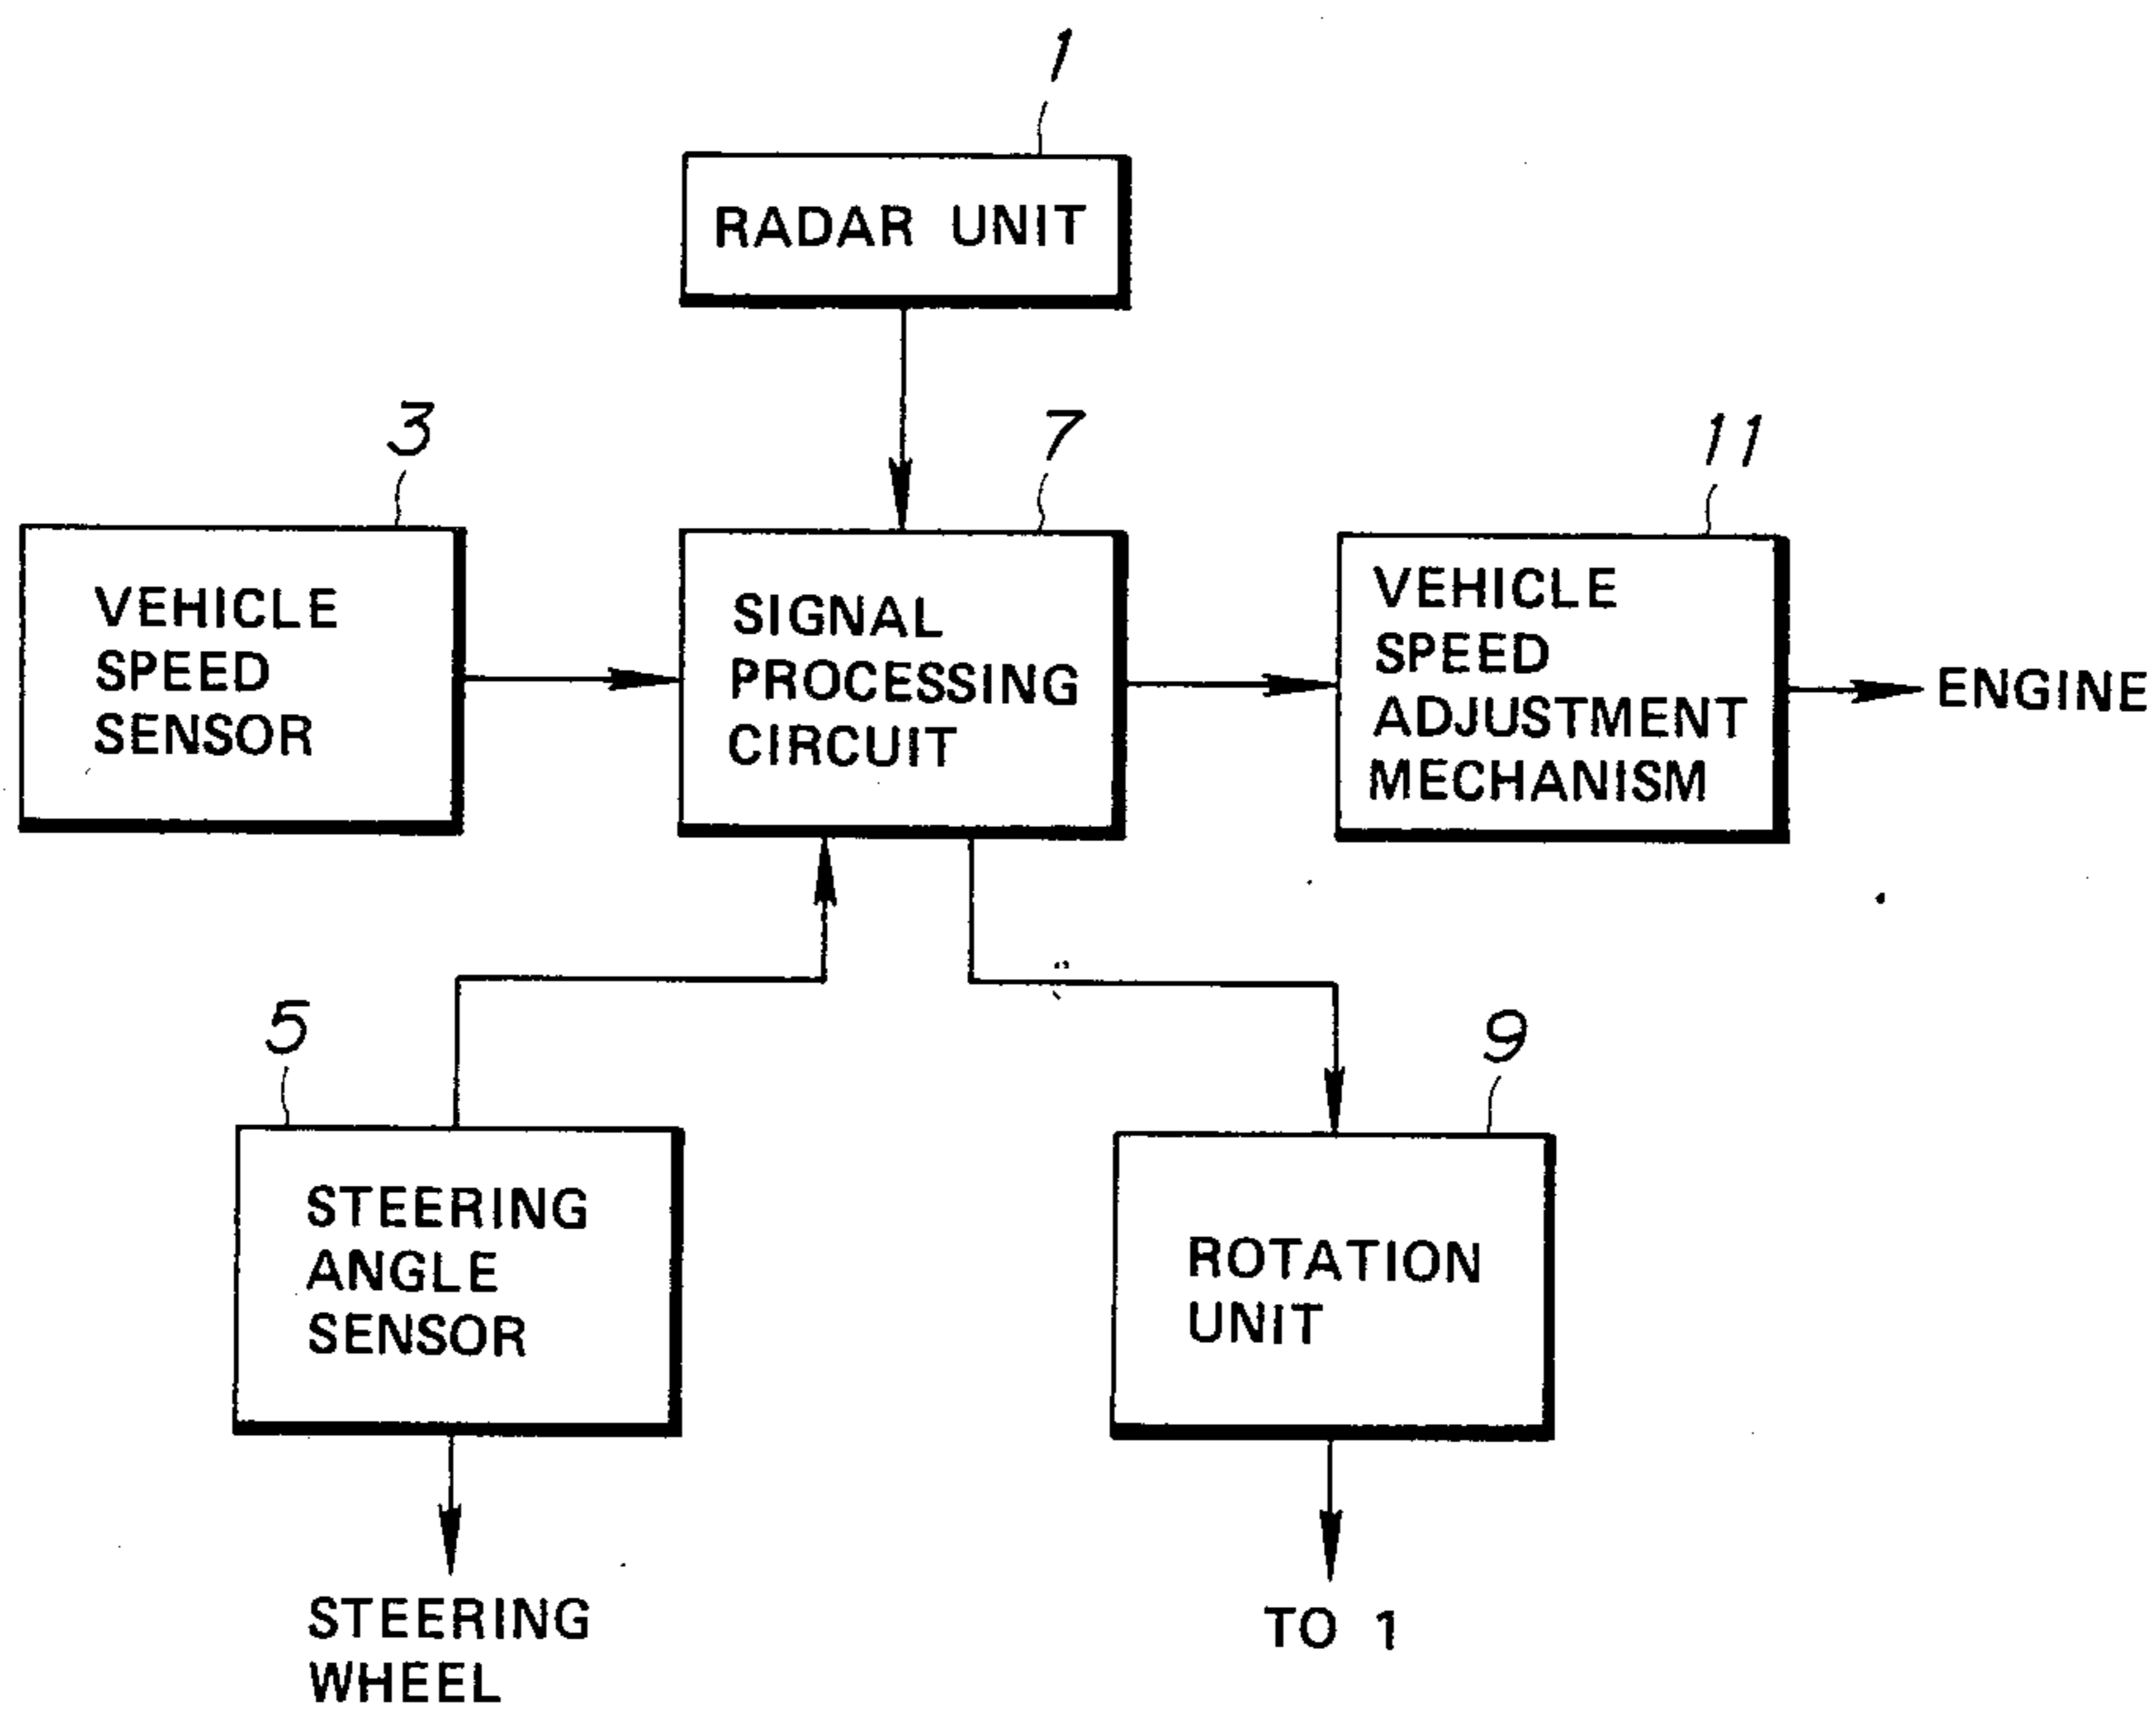 1
RADAR UNIT
3
7
11
VEHICLE
SPEED
SENSOR
SIGNAL
PROCESSING
CIRCUIT
VEHICLE
SPEED
ADJUSTMENT
MECHANISM
ENGINE
5
9
STEERING
ANGLE
SENSOR
ROTATION
UNIT
STEERING
WHEEL
TO 1